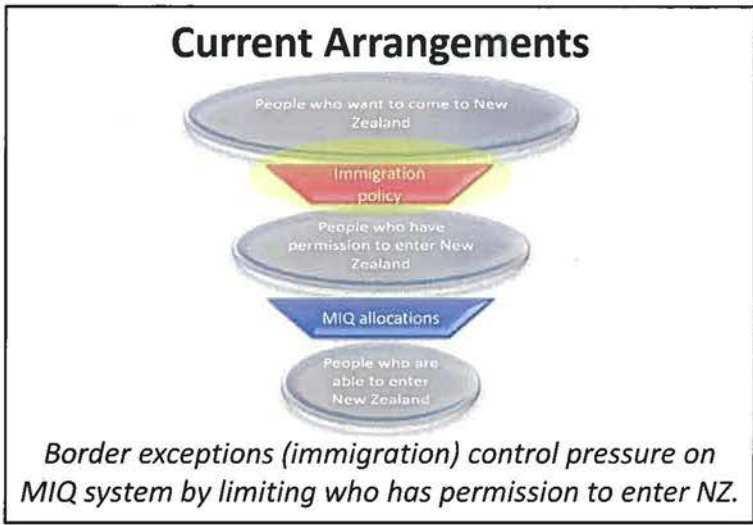 Current Arrangements
People who want to come to New
Zealand
Immigration
policy
People who have
permission to enter New
Zealand
MIQ allocations
People who are
able to enter
New Zealand
Border exceptions (immigration) control pressure on
MIQ system by limiting who has permission to enter NZ.